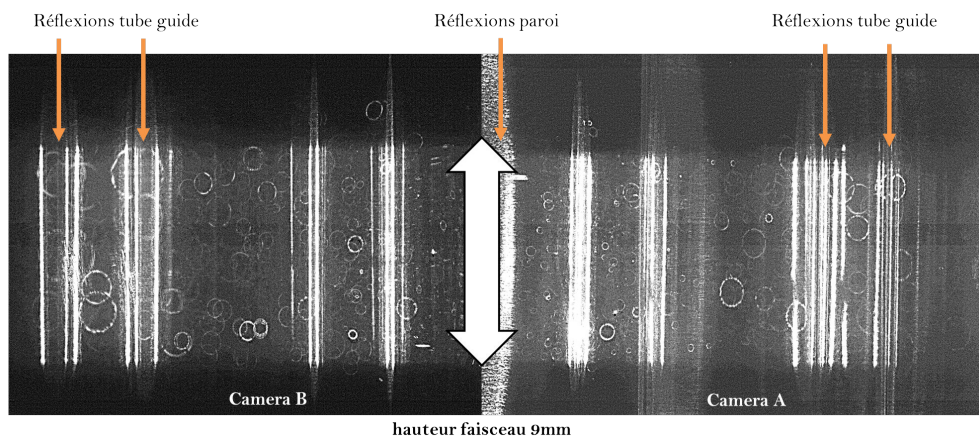 Réflexions tube guide
Réflexions paroi
Réflexions tube guide
Camera B
Camera A
hauteur faisceau 9mm